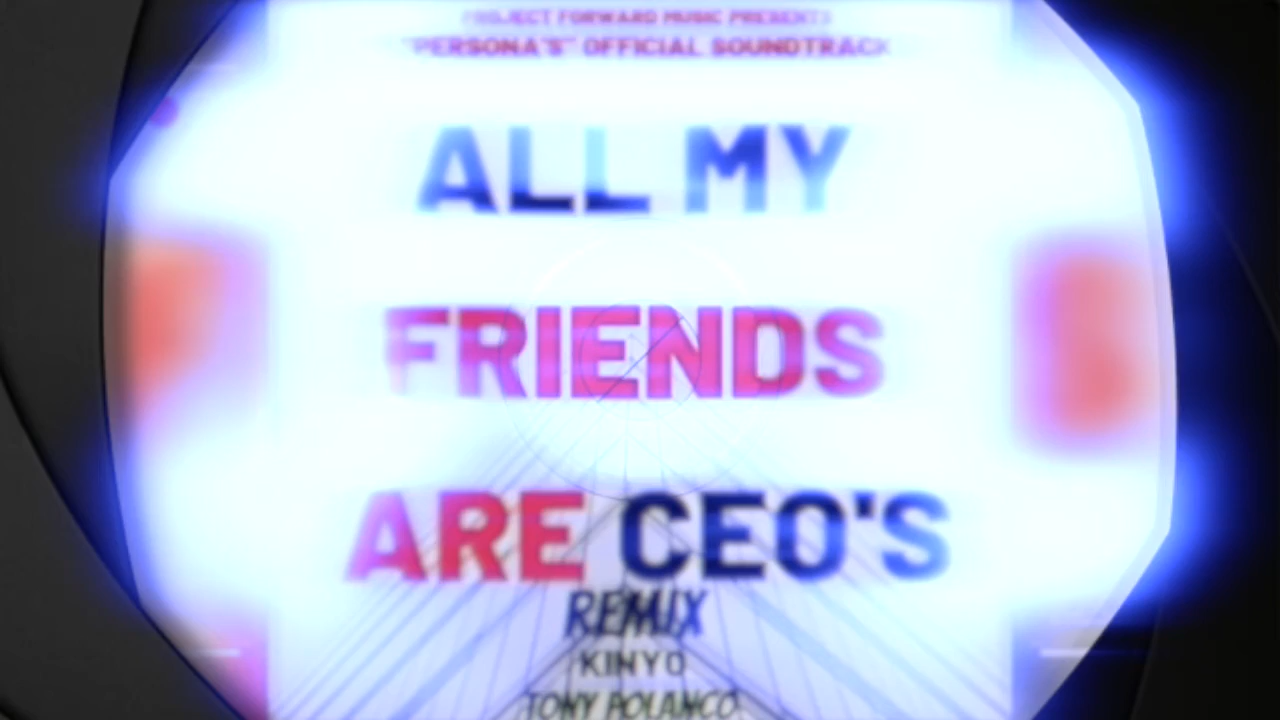 PROJECT FORWARD MUSIC PRESENTS
"PERSONA'S" OFFICIAL SOUNDTRACK
ALL MY
FRIENDS
ARE CEO'S
REMIX
KINYO
TONY POLANCO